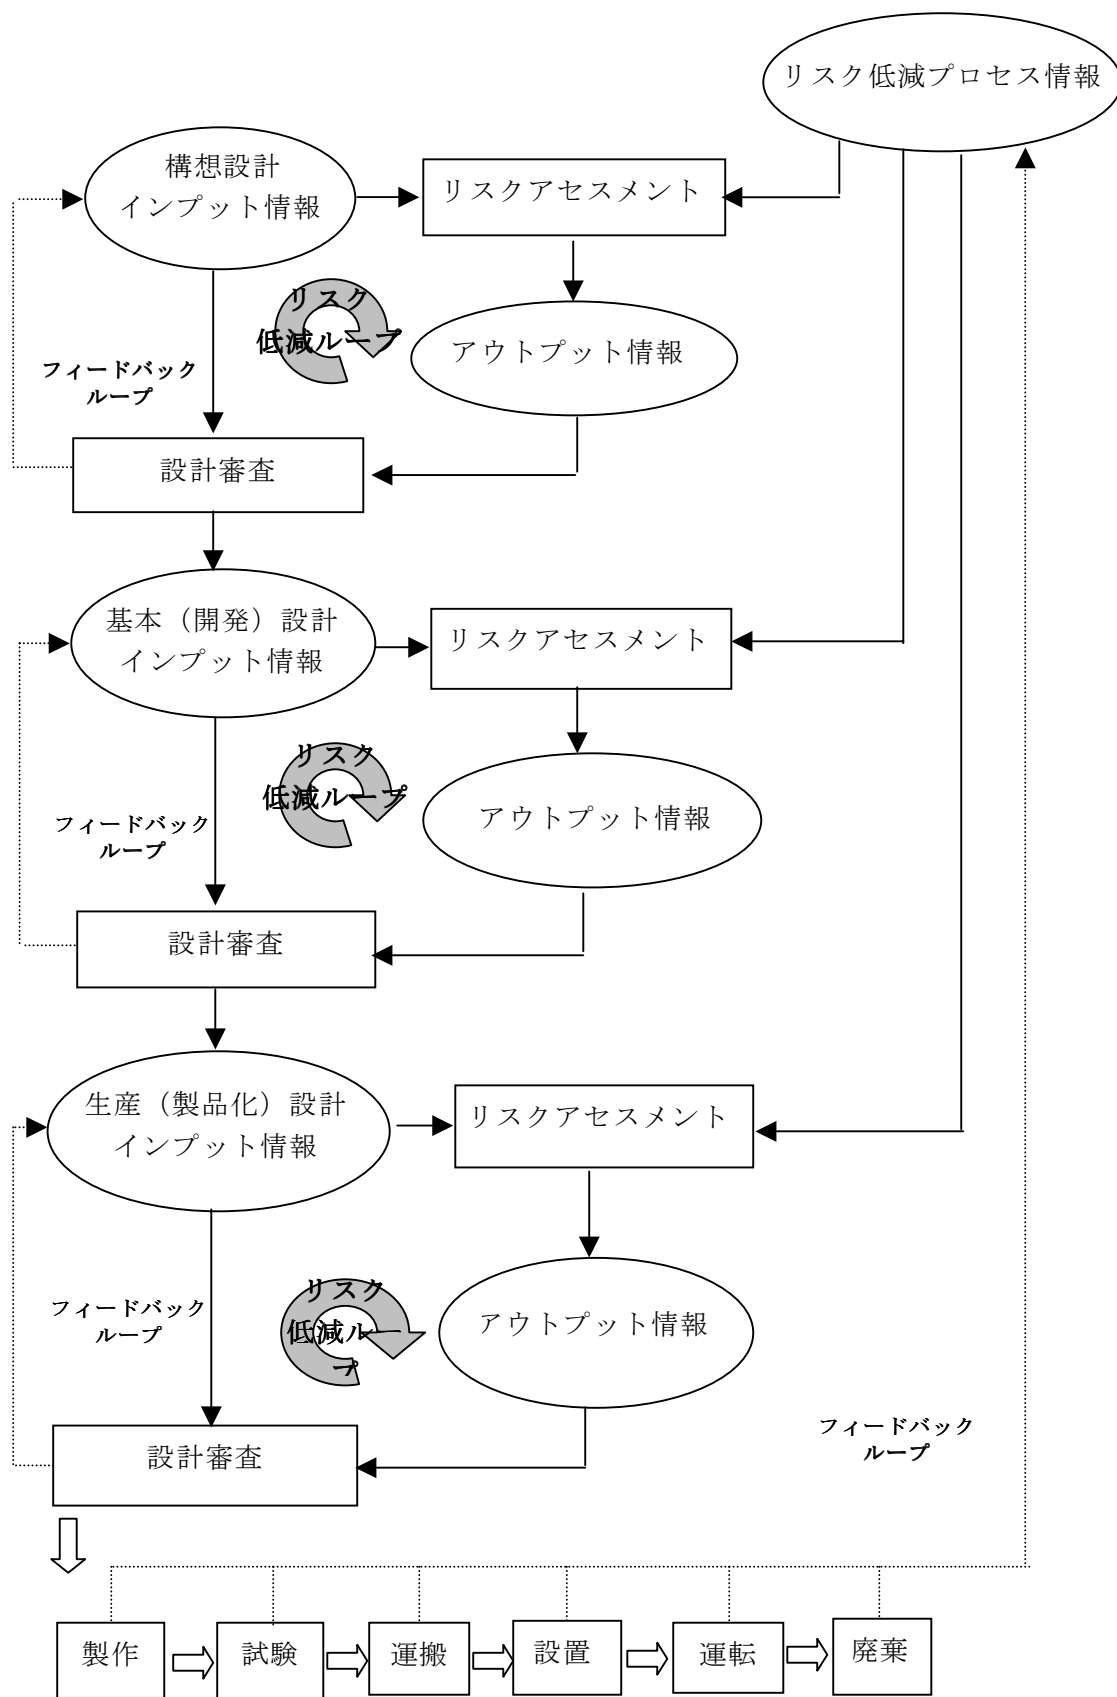 リスク低減プロセス情報
構想設計
インプット情報
リスクアセスメント
リスク
低減ループ
アウトプット情報
フィードバック
ループ
設計審査
基本（開発）設計
インプット情報
リスクアセスメント
リスク
低減ループ
アウトプット情報
フィードバック
ループ
設計審査
生産（製品化）設計
インプット情報
リスクアセスメント
リスク
低減ルー
プ
アウトプット情報
フィードバック
ループ
設計審査
フィードバック
ループ
製作
試験
運搬
設置
運転
廃棄